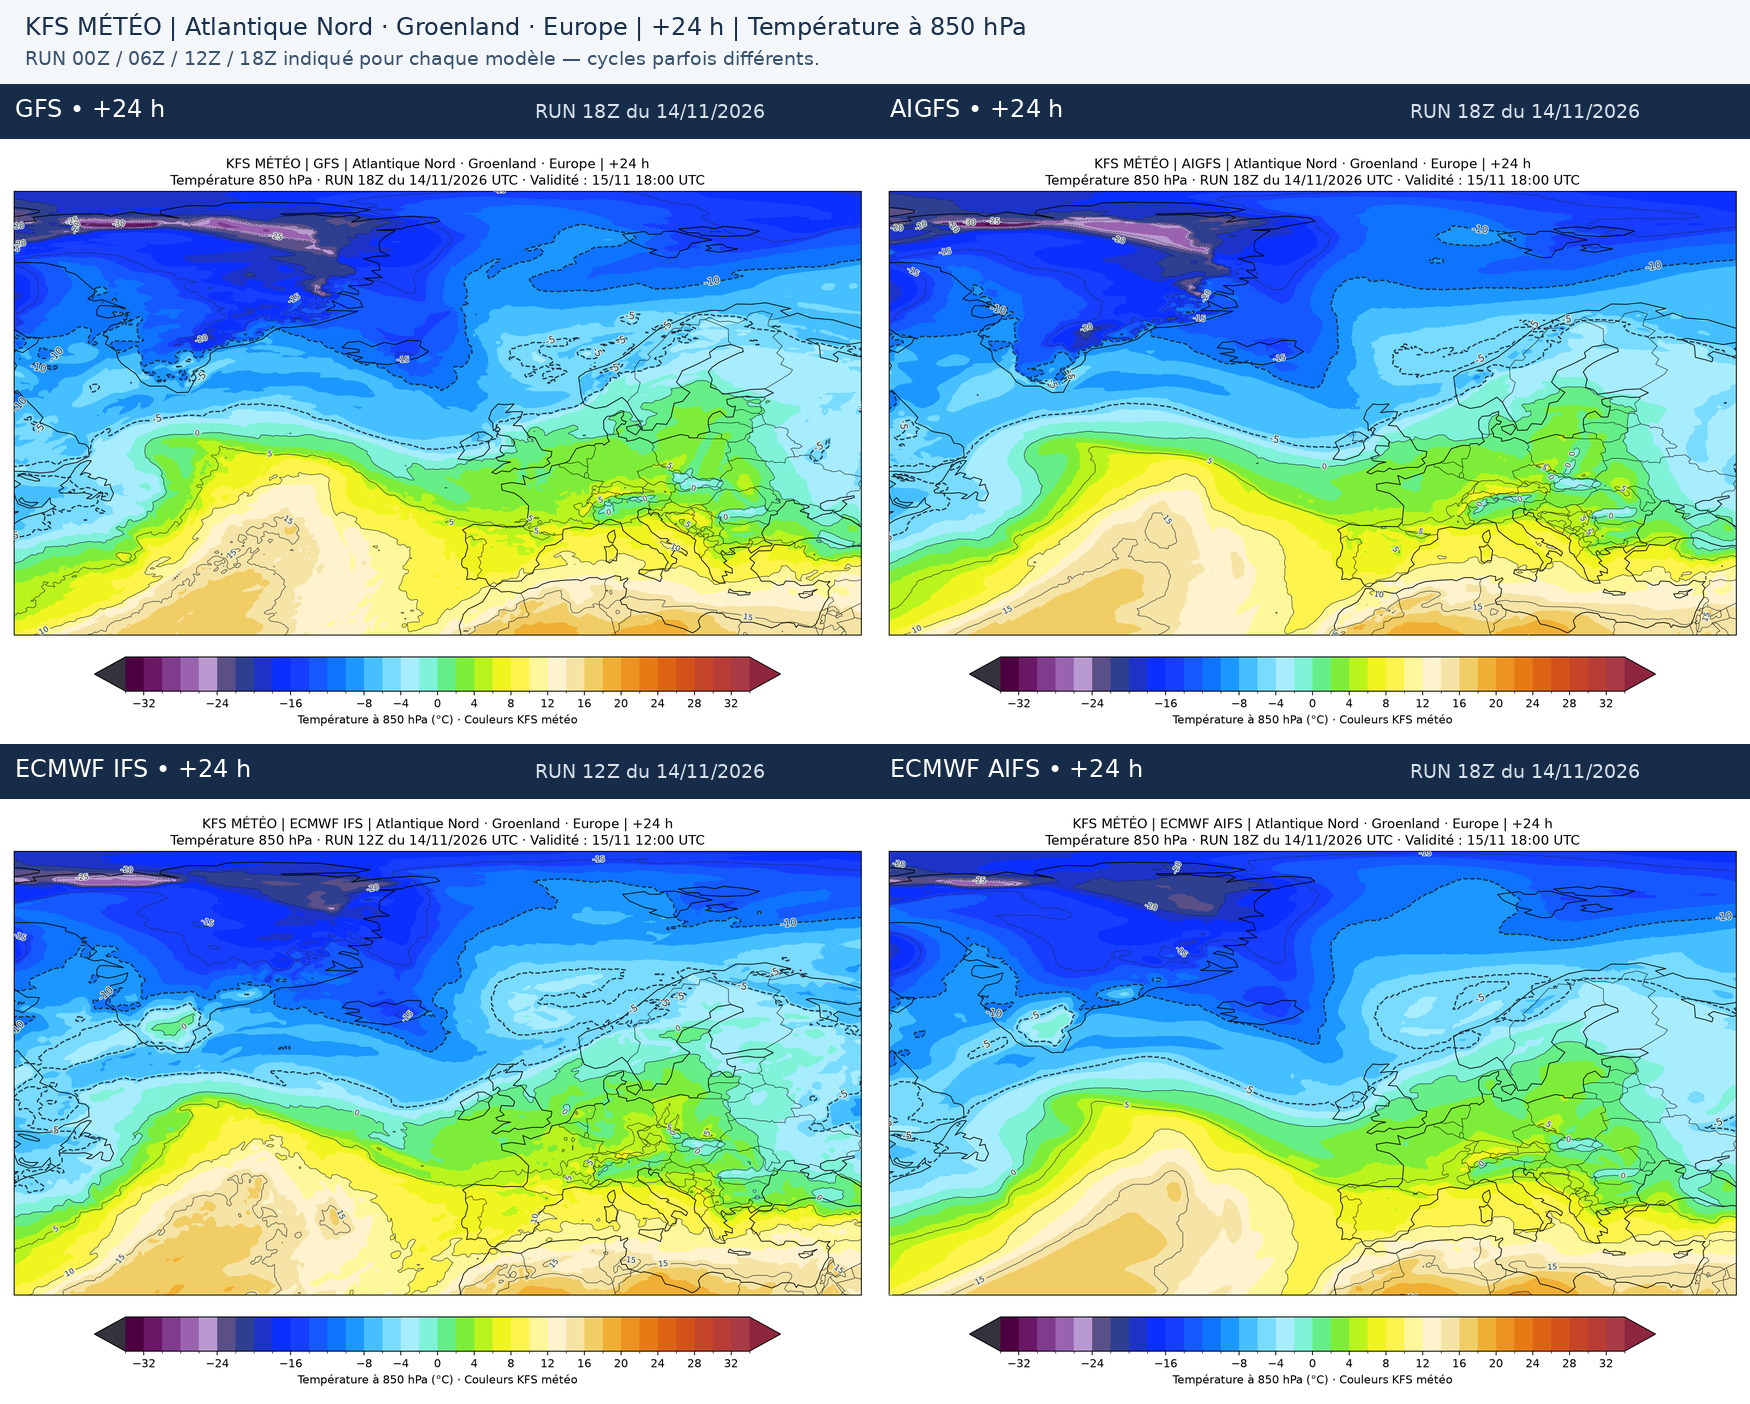 KFS MÉTÉO | Atlantique Nord · Groenland · Europe | +24 h | Température à 850 hPa
RUN 00Z / 06Z / 12Z / 18Z indiqué pour chaque modèle — cycles parfois différents.
GFS • +24 h
RUN 18Z du 14/11/2026
AIGFS • +24 h
RUN 18Z du 14/11/2026
KFS MÉTÉO | GFS | Atlantique Nord · Groenland · Europe | +24 h
Température 850 hPa · RUN 18Z du 14/11/2026 UTC · Validité : 15/11 18:00 UTC
KFS MÉTÉO | AIGFS | Atlantique Nord · Groenland · Europe | +24 h
Température 850 hPa · RUN 18Z du 14/11/2026 UTC · Validité : 15/11 18:00 UTC
−32 −24 −16 −8 −4 0 4 8 12 16 20 24 28 32
Température à 850 hPa (°C) · Couleurs KFS météo
−32 −24 −16 −8 −4 0 4 8 12 16 20 24 28 32
Température à 850 hPa (°C) · Couleurs KFS météo
ECMWF IFS • +24 h
RUN 12Z du 14/11/2026
ECMWF AIFS • +24 h
RUN 18Z du 14/11/2026
KFS MÉTÉO | ECMWF IFS | Atlantique Nord · Groenland · Europe | +24 h
Température 850 hPa · RUN 12Z du 14/11/2026 UTC · Validité : 15/11 12:00 UTC
KFS MÉTÉO | ECMWF AIFS | Atlantique Nord · Groenland · Europe | +24 h
Température 850 hPa · RUN 18Z du 14/11/2026 UTC · Validité : 15/11 18:00 UTC
−32 −24 −16 −8 −4 0 4 8 12 16 20 24 28 32
Température à 850 hPa (°C) · Couleurs KFS météo
−32 −24 −16 −8 −4 0 4 8 12 16 20 24 28 32
Température à 850 hPa (°C) · Couleurs KFS météo